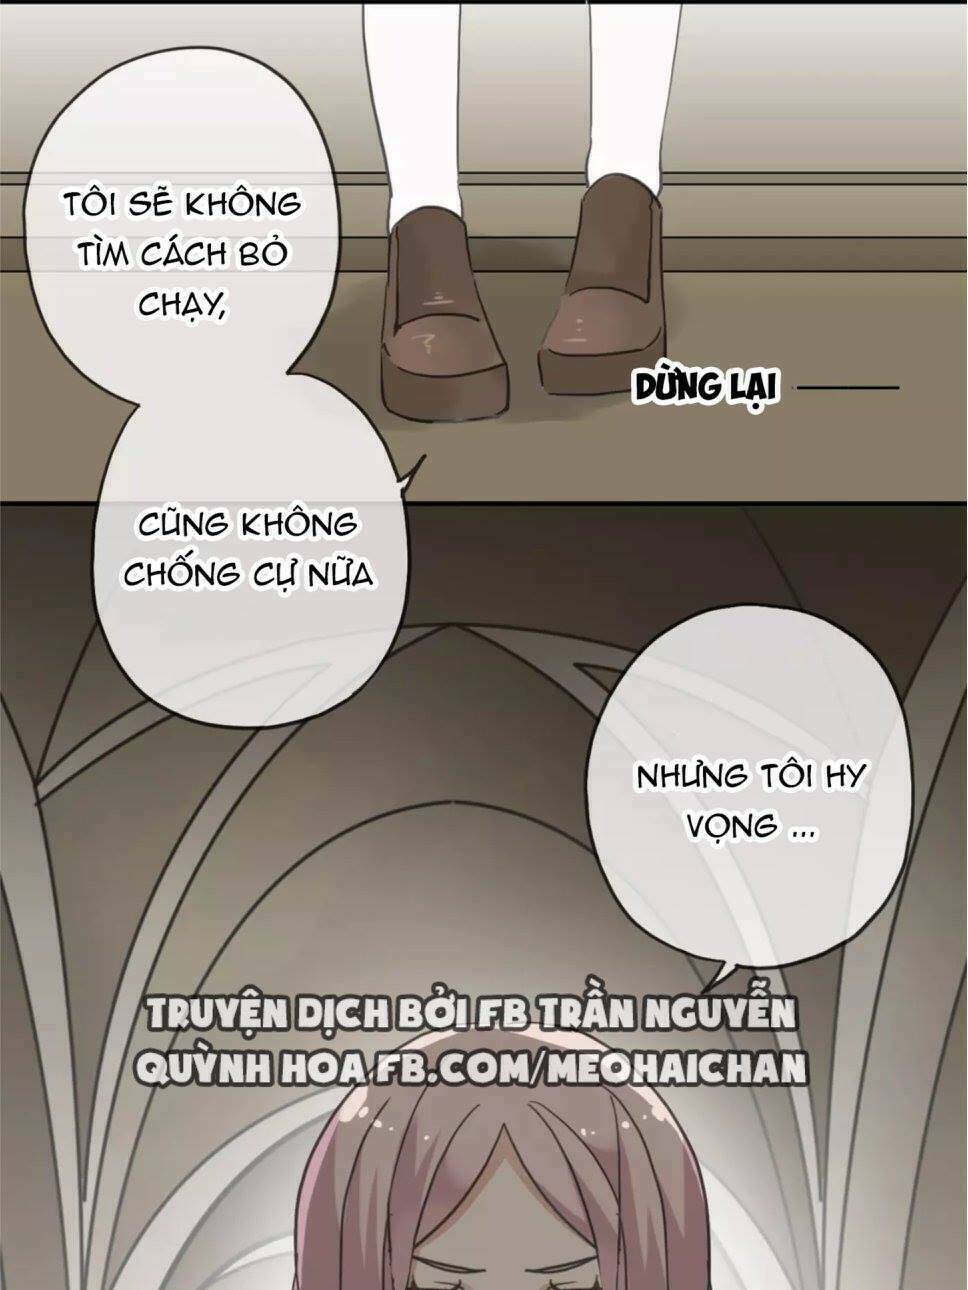 TÔI SẼ KHÔNG
TÌM CÁCH BỎ
CHẠY,
DỪNG LẠI
CŨNG KHÔNG
CHỐNG CỰ NỮA
NHƯNG TÔI HY
VỌNG ...
TRUYỆN DỊCH BỞI FB TRẦN NGUYỄN
QUỲNH HOA FB.COM/MEOHAICHAN